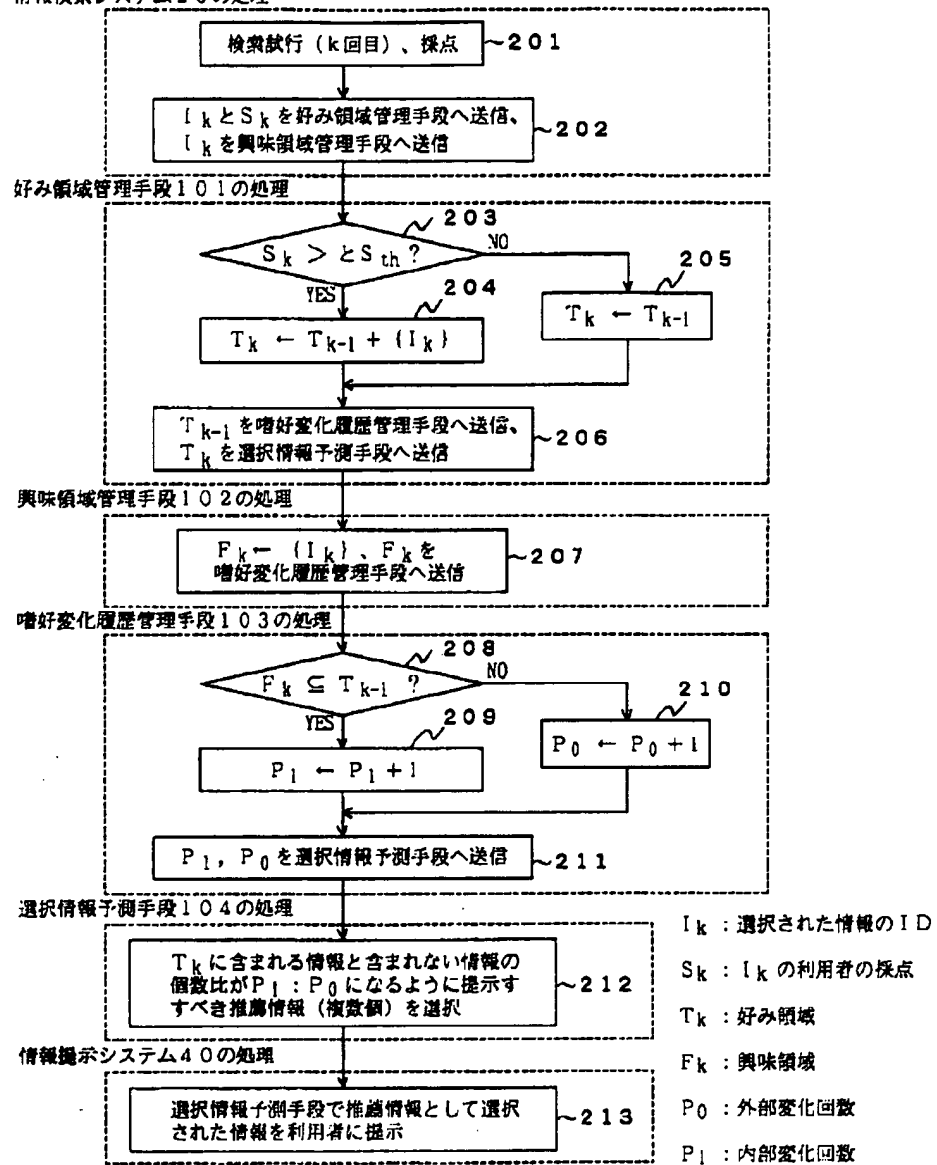 検索試行（k回目）、採点 ～201
I k と S k を好み領域管理手段へ送信、
I k を興味領域管理手段へ送信 ～202
好み領域管理手段１０１の処理
203
S k > とS th ?
NO
YES
204
205
T k ← T k-1 + {I k}
T k ← T k-1
T k-1 を嗜好変化履歴管理手段へ送信、
T k を選択情報予測手段へ送信 ～206
興味領域管理手段１０２の処理
F k ← {I k}、F k を
嗜好変化履歴管理手段へ送信 ～207
嗜好変化履歴管理手段１０３の処理
208
F k ⊆ T k-1 ?
NO
YES
209
210
P 1 ← P 1 + 1
P 0 ← P 0 + 1
P 1, P 0 を選択情報予測手段へ送信 ～211
選択情報予測手段１０４の処理
T k に含まれる情報と含まれない情報の
個数比がP 1 : P 0 になるように提示す
すべき推薦情報（複数個）を選択 ～212
情報提示システム４０の処理
選択情報予測手段で推薦情報として選択
された情報を利用者に提示 ～213
I k ：選択された情報のＩＤ
S k ：I k の利用者の採点
T k ：好み領域
F k ：興味領域
P 0 ：外部変化回数
P 1 ：内部変化回数